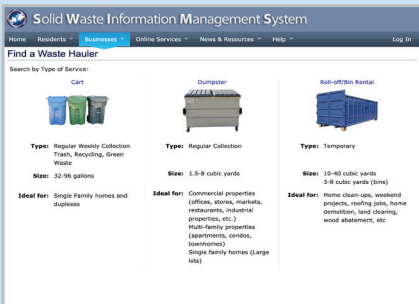 Solid Waste Information Management System
Home Residents Businesses Online Services News & Resources Help Log In
Find a Waste Hauler
Search by Type of Service:
Cart
Type: Regular Weekly Collection
Trash, Recycling, Green
Waste
Size: 32-96 gallons
Ideal for: Single Family homes and
duplexes
Dumpster
Type: Regular Collection
Size: 1.5-8 cubic yards
Ideal for: Commercial properties
(offices, stores, markets,
restaurants, industrial
properties, etc.)
Multi-family properties
(apartments, condos,
townhomes)
Single family homes (Large
lots)
Roll-off/Bin Rental
Type: Temporary
Size: 10-40 cubic yards
3-8 cubic yards (bins)
Ideal for: Home clean-ups, weekend
projects, roofing jobs, home
demolition, land clearing,
wood abatement, etc